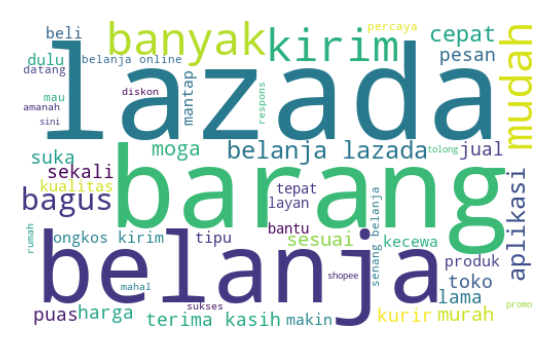 beli
banyak
kirim
percaya
cepat
mudah
dulu
belanja online
pesan
datang
lazada
mau
diskon
mantap
respons
amanah
sini
suka
moga
belanja lazada
tolong
jual
sekali
kualitas
barang
tepat
bagus
layan
aplikasi
senang belanja
rumah
ongkos kirim
tipu
bantu
sesuai
kecewa
belanja
produk
shopee
toko
mahal
lama
sukses
promo
puas
harga
terima kasih
makin
kurir
murah